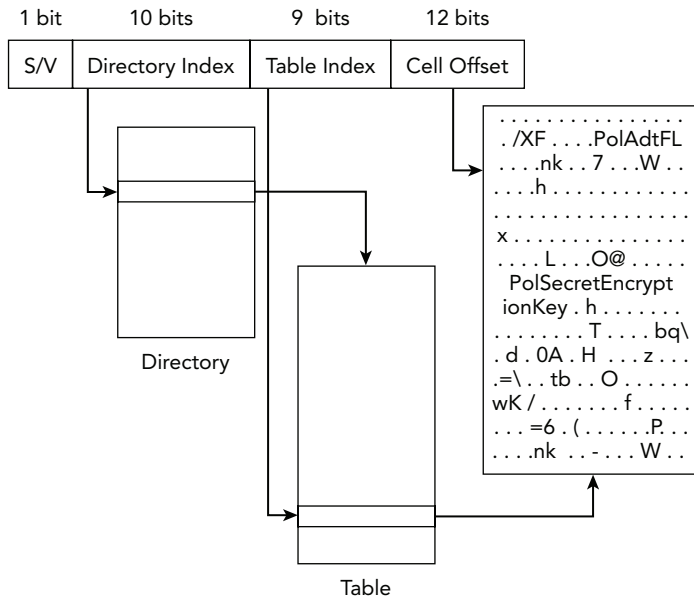 1 bit 10 bits 9 bits 12 bits
S/V Directory Index Table Index Cell Offset
. . . . . . . . . . . . . . . .
. /XF . . . .PolAdtFL
. . . .nk . . 7 . . .W . .
. . . .h . . . . . . . . . . . .
. . . . . . . . . . . . . . . . .
x . . . . . . . . . . . . . . .
. . . . L . . .O@ . . . . .
PolSecretEncrypt
ionKey . h . . . . . . .
. . . . . . . . T . . . . bq\
. d . 0A . H . . . z . . .
.=\ . . tb . . O . . . . . .
wK / . . . . . . . f . . . . .
. . . =6 . ( . . . . . .P. . .
. . . .nk . . - . . . W . .
Directory
Table